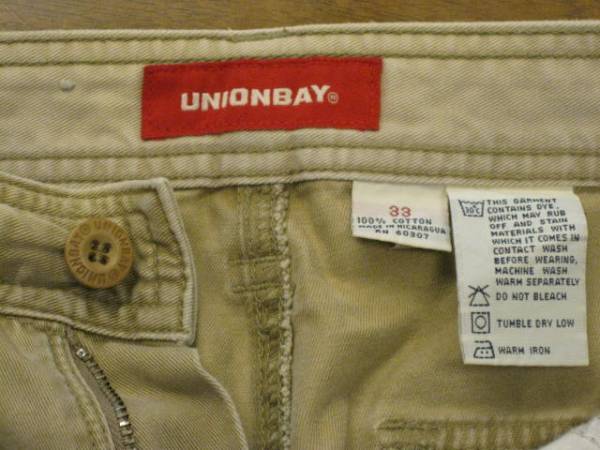 UNIONBAY®
33
100% COTTON
MADE IN NICARAGUA
RN 60307
30°C
THIS GARMENT
CONTAINS DYE,
WHICH MAY RUB
OFF AND STAIN
MATERIALS WITH
WHICH IT COMES IN
CONTACT WASH
BEFORE WEARING,
MACHINE WASH
WARM SEPARATELY
DO NOT BLEACH
TUMBLE DRY LOW
WARM IRON
UNIONBAY UNIONBAY